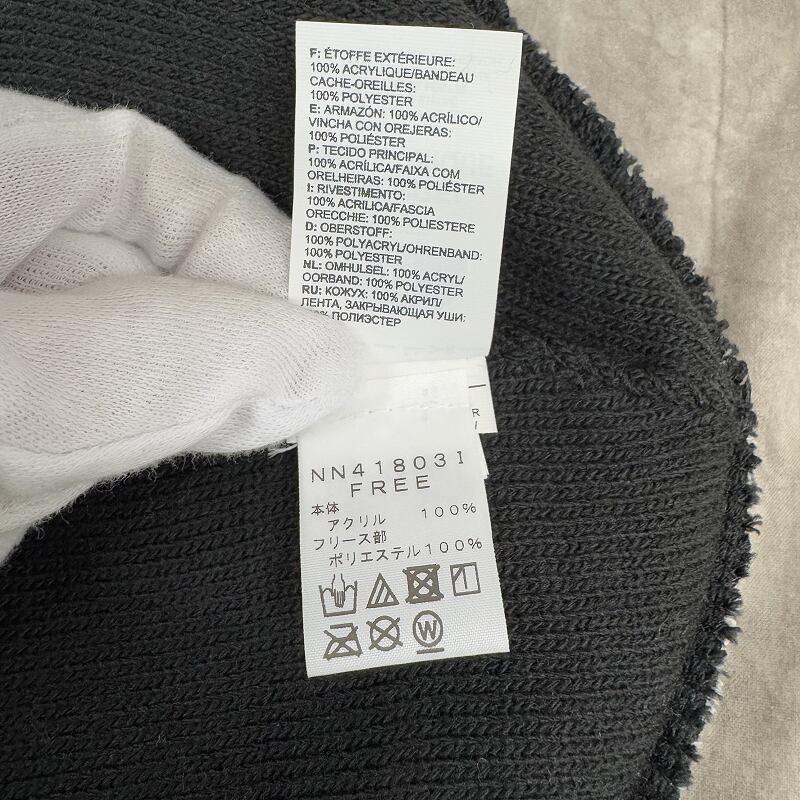 F: ÉTOFFE EXTÉRIEURE:
100% ACRYLIQUE/BANDEAU
CACHE-OREILLES:
100% POLYESTER
E: ARMAZÓN: 100% ACRÍLICO/
VINCHA CON OREJERAS:
100% POLIÉSTER
P: TECIDO PRINCIPAL:
100% ACRÍLICA/FAIXA COM
ORELHEIRAS: 100% POLIÉSTER
I: RIVESTIMENTO:
100% ACRILICA/FASCIA
ORECCHIE: 100% POLIESTERE
D: OBERSTOFF:
100% POLYACRYL/OHRENBAND:
100% POLYESTER
NL: OMHULSEL: 100% ACRYL/
OORBAND: 100% POLYESTER
RU: КОЖУХ: 100% АКРИЛ/
ЛЕНТА, ЗАКРЫВАЮЩАЯ УШИ:
ПОЛИЭСТЕР
R
NN41803I
FREE
本体
アクリル 100%
フリース部
ポリエステル100%
W